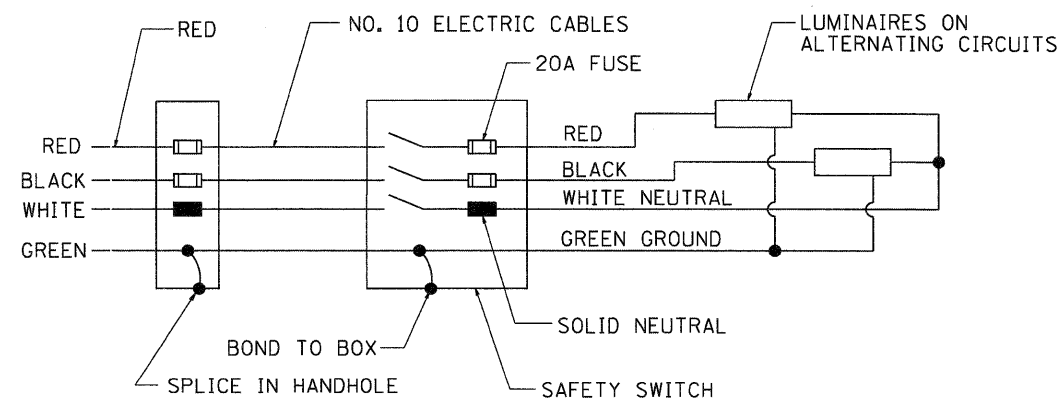 RED
NO. 10 ELECTRIC CABLES
LUMINAIRES ON
ALTERNATING CIRCUITS
20A FUSE
RED
RED
BLACK
BLACK
WHITE
WHITE NEUTRAL
GREEN
GREEN GROUND
SOLID NEUTRAL
BOND TO BOX
SPLICE IN HANDHOLE
SAFETY SWITCH